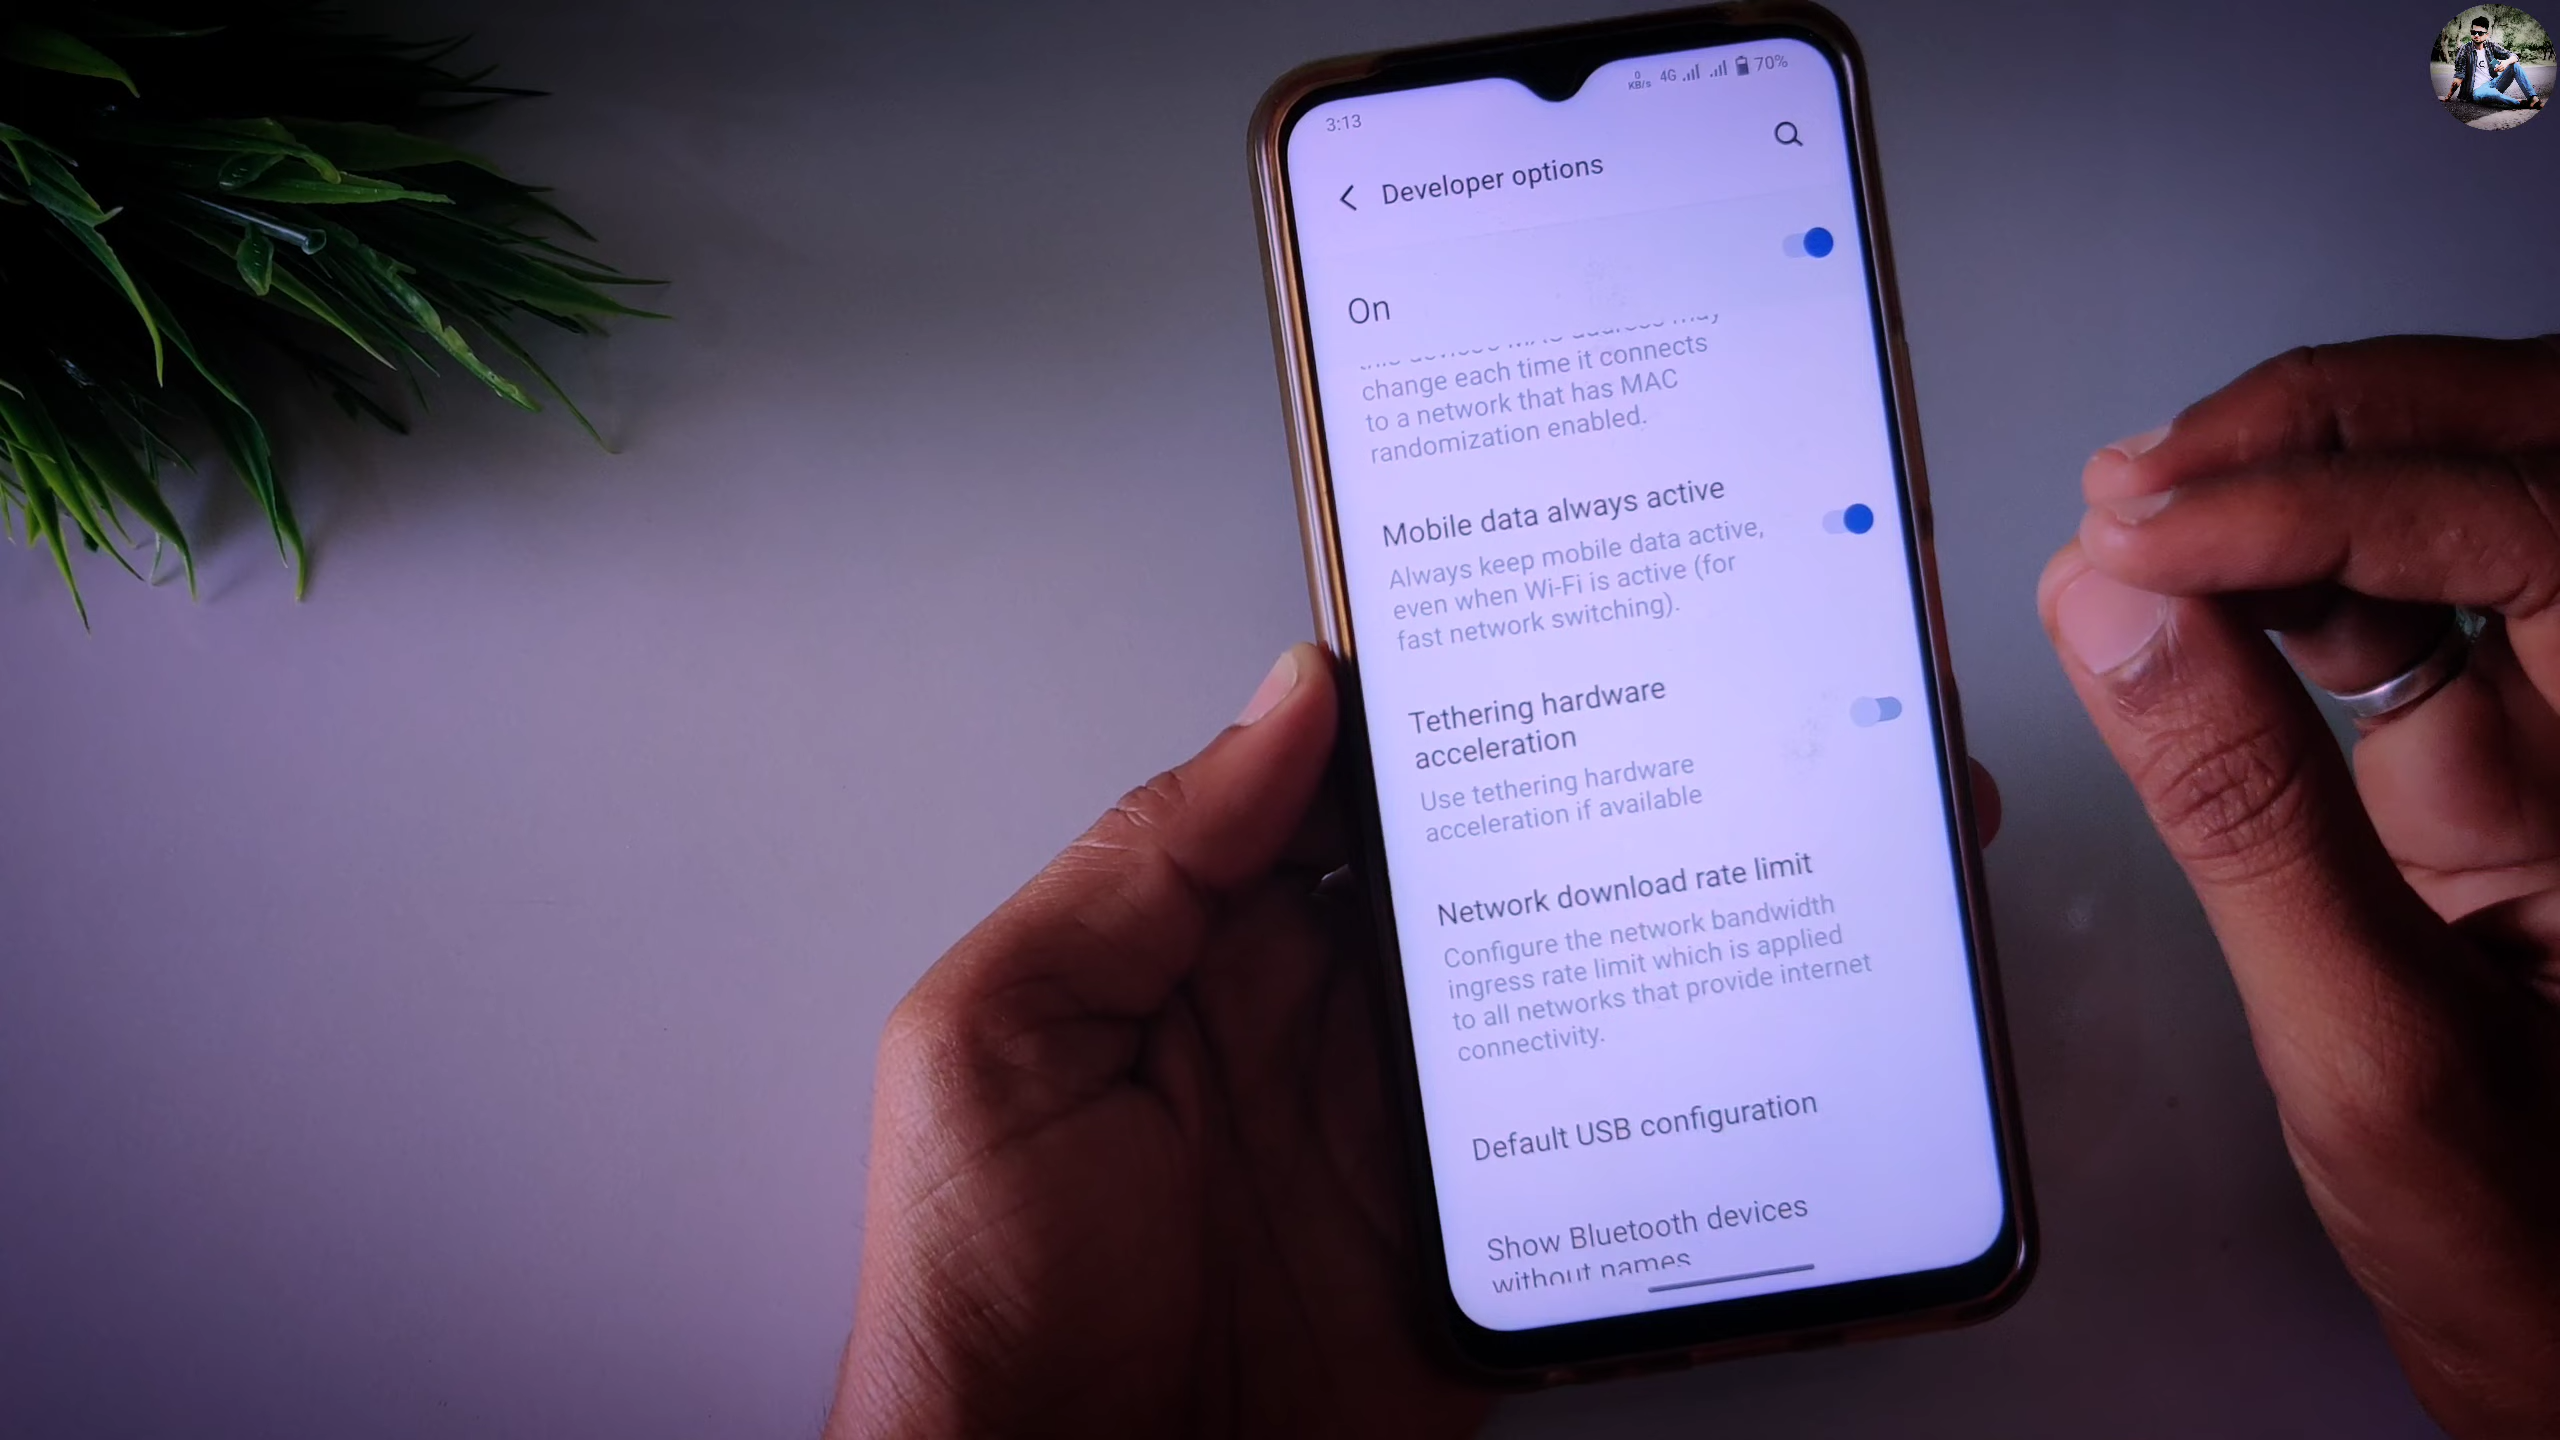 3:13
0
KB/s
4G
70%
Developer options
On
change each time it connects
to a network that has MAC
randomization enabled.
Mobile data always active
Always keep mobile data active,
even when Wi-Fi is active (for
fast network switching).
Tethering hardware
acceleration
Use tethering hardware
acceleration if available
Network download rate limit
Configure the network bandwidth
ingress rate limit which is applied
to all networks that provide internet
connectivity.
Default USB configuration
Show Bluetooth devices
without names